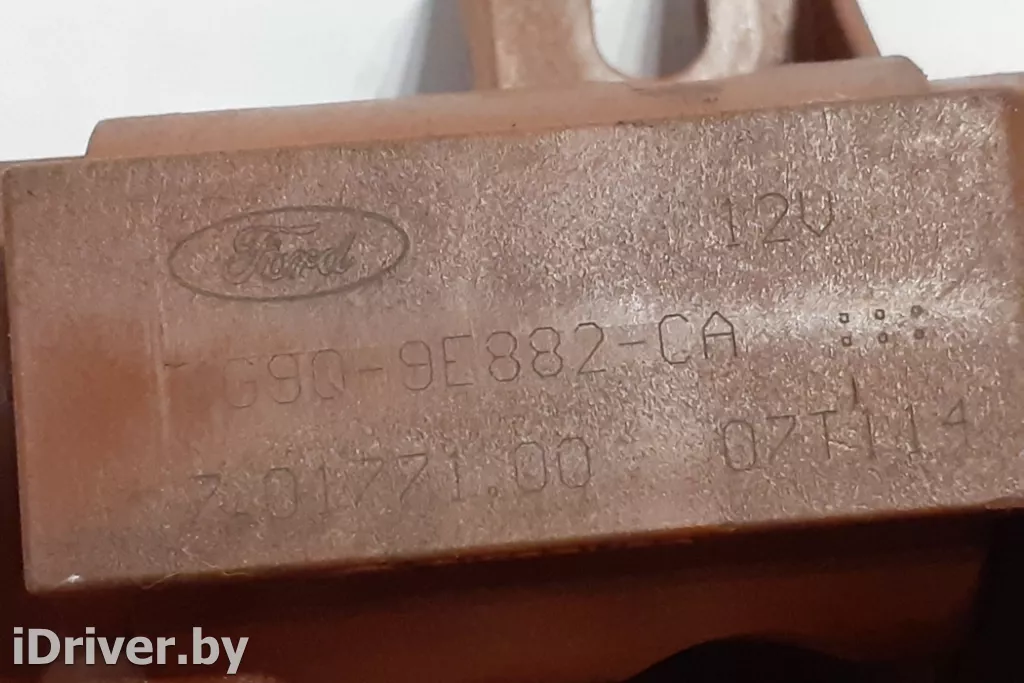 Ford
12V
G9Q-9E882-CA
7.01771.00
07T114
iDriver.by